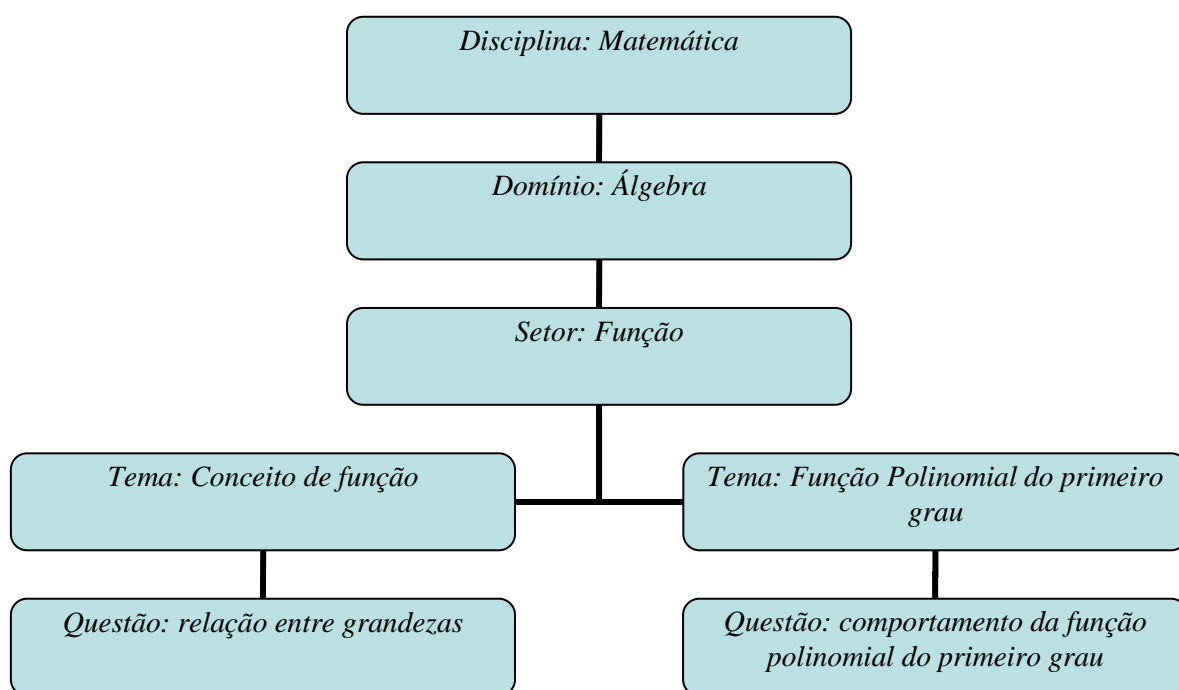 Disciplina: Matemática
Domínio: Álgebra
Setor: Função
Tema: Conceito de função
Tema: Função Polinomial do primeiro
grau
Questão: relação entre grandezas
Questão: comportamento da função
polinomial do primeiro grau